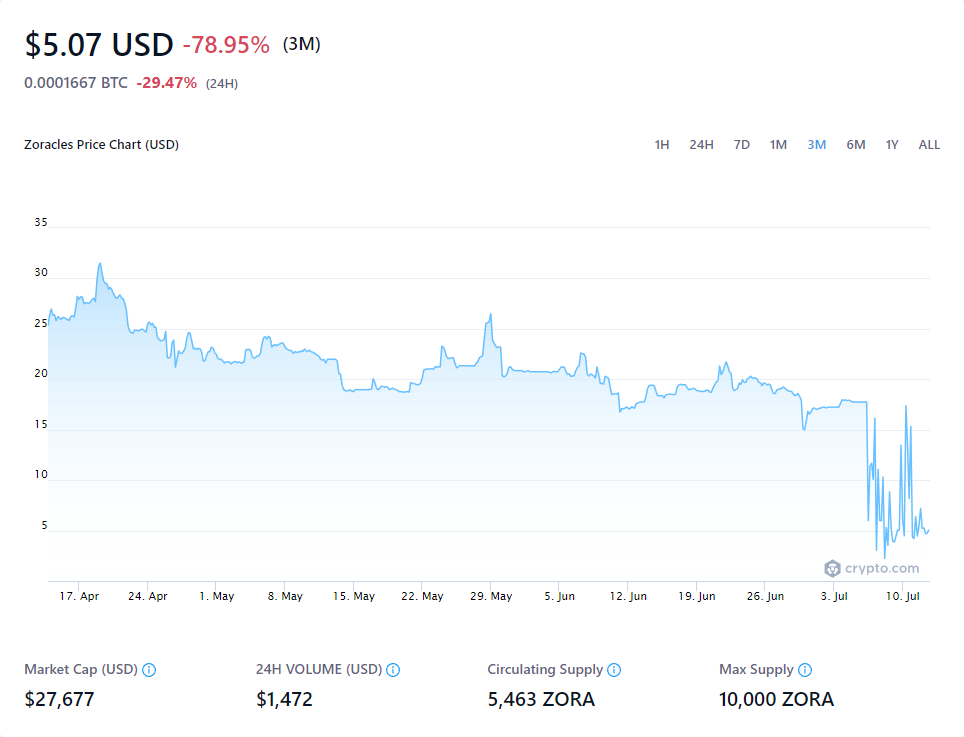 $5.07 USD -78.95% (3M)
0.0001667 BTC -29.47% (24H)
Zoracles Price Chart (USD) 1H 24H 7D 1M 3M 6M 1Y ALL
35
30
25
20
15
10
5
crypto.com
17. Apr 24. Apr 1. May 8. May 15. May 22. May 29. May 5. Jun 12. Jun 19. Jun 26. Jun 3. Jul 10. Jul
Market Cap (USD) 24H VOLUME (USD) Circulating Supply Max Supply
$27,677 $1,472 5,463 ZORA 10,000 ZORA